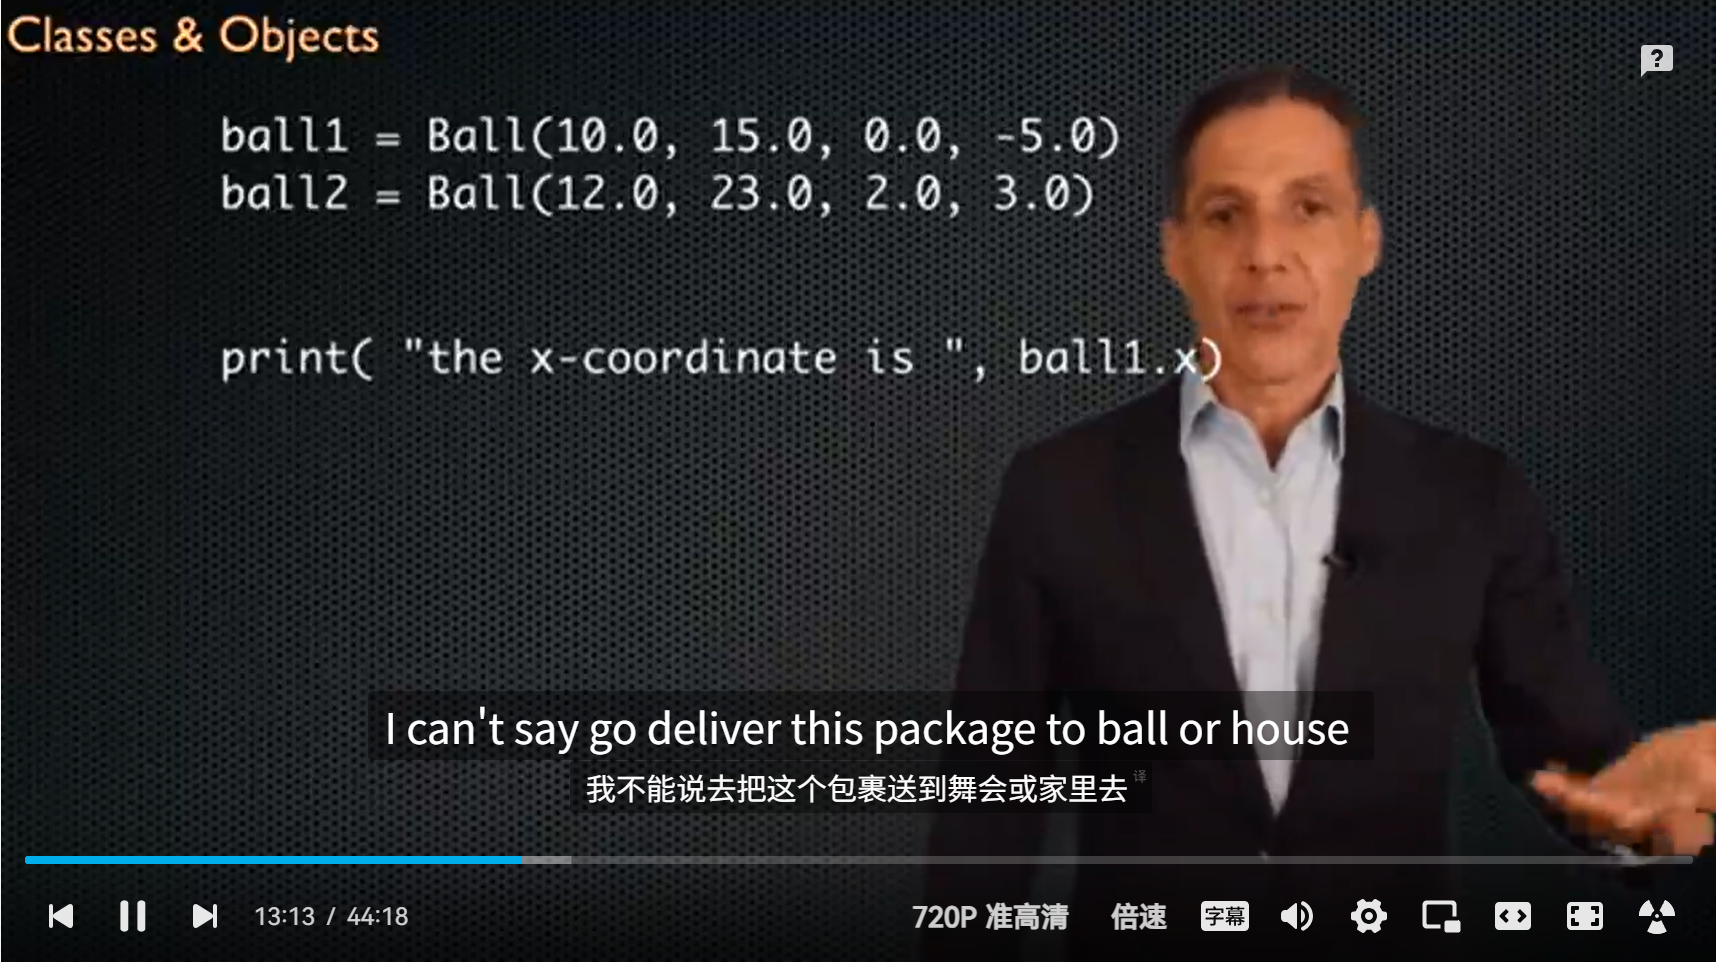 Classes & Objects
?
ball1 = Ball(10.0, 15.0, 0.0, -5.0)
ball2 = Ball(12.0, 23.0, 2.0, 3.0)
print( "the x-coordinate is ", ball1.x)
I can't say go deliver this package to ball or house
我不能说去把这个包裹送到舞会或家里去 译
13:13 / 44:18 720P 准高清 倍速 字幕